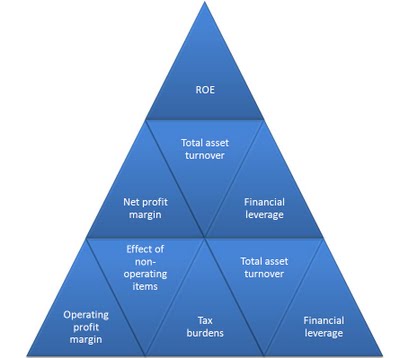 ROE
Total asset
turnover
Net profit
margin
Financial
leverage
Effect of
non-
operating
items
Total asset
turnover
Operating
profit
margin
Tax
burdens
Financial
leverage